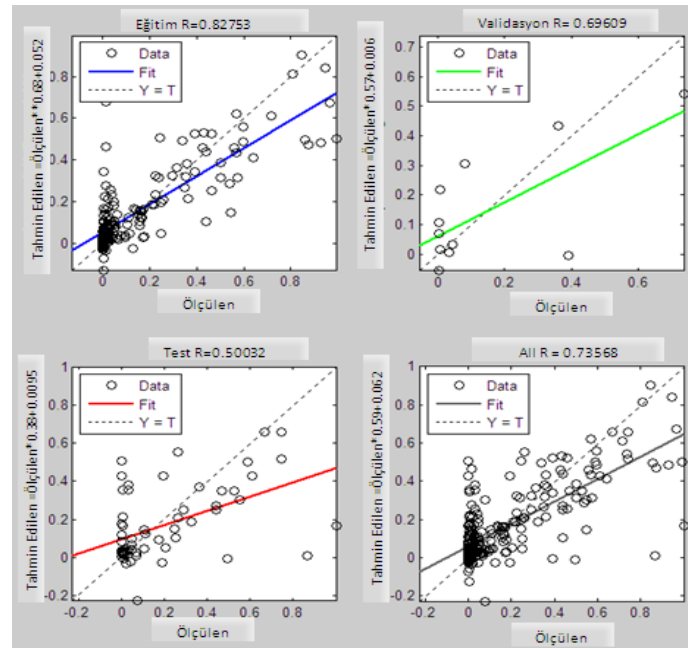 Eğitim R=0.82753
Tahmin Edilen =Ölçülen**0.68+0.052
Data
Fit
Y = T
0.8
0.6
0.4
0.2
0
0 0.2 0.4 0.6 0.8
Ölçülen
Validasyon R= 0.69609
Tahmin Edilen =Ölçülen*0.57+0.006
Data
Fit
Y = T
0.7
0.6
0.5
0.4
0.3
0.2
0.1
0
0 0.2 0.4 0.6
Ölçülen
Test R=0.50032
Tahmin Edilen =Ölçülen*0.38+0.0095
Data
Fit
Y = T
1
0.8
0.6
0.4
0.2
0
-0.2
-0.2 0 0.2 0.4 0.6 0.8 1
Ölçülen
All R = 0.73568
Tahmin Edilen =Ölçülen*0.59+0.062
Data
Fit
Y = T
1
0.8
0.6
0.4
0.2
0
-0.2
-0.2 0 0.2 0.4 0.6 0.8
Ölçülen